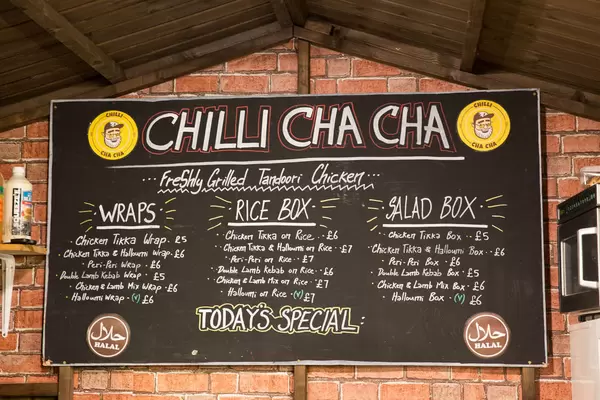 CHILLI CHA CHA
CHILLI
CHA CHA
CHILLI
CHA CHA
...Freshly Grilled Tandoori Chicken...
WRAPS
Chicken Tikka Wrap. £5
Chicken Tikka & Halloumi Wrap. £6
Peri-Peri Wrap. £6
Double Lamb Kebab Wrap. £5
Chicken & Lamb Mix Wrap. £6
Halloumi Wrap (V) £6
RICE BOX
Chicken Tikka on Rice. £6
Chicken Tikka & Halloumi on Rice. £7
Peri-Peri on Rice. £7
Double Lamb Kebab on Rice. £6
Chicken & Lamb Mix on Rice. £7
Halloumi on Rice (V) £7
SALAD BOX
Chicken Tikka Box. £5
Chicken Tikka & Halloumi Box. £6
Peri-Peri Box. £6
Double Lamb Kebab Box. £5
Chicken & Lamb Mix Box. £6
Halloumi Box (V) £6
TODAY'S SPECIAL
حلال
HALAL
حلال
HALAL